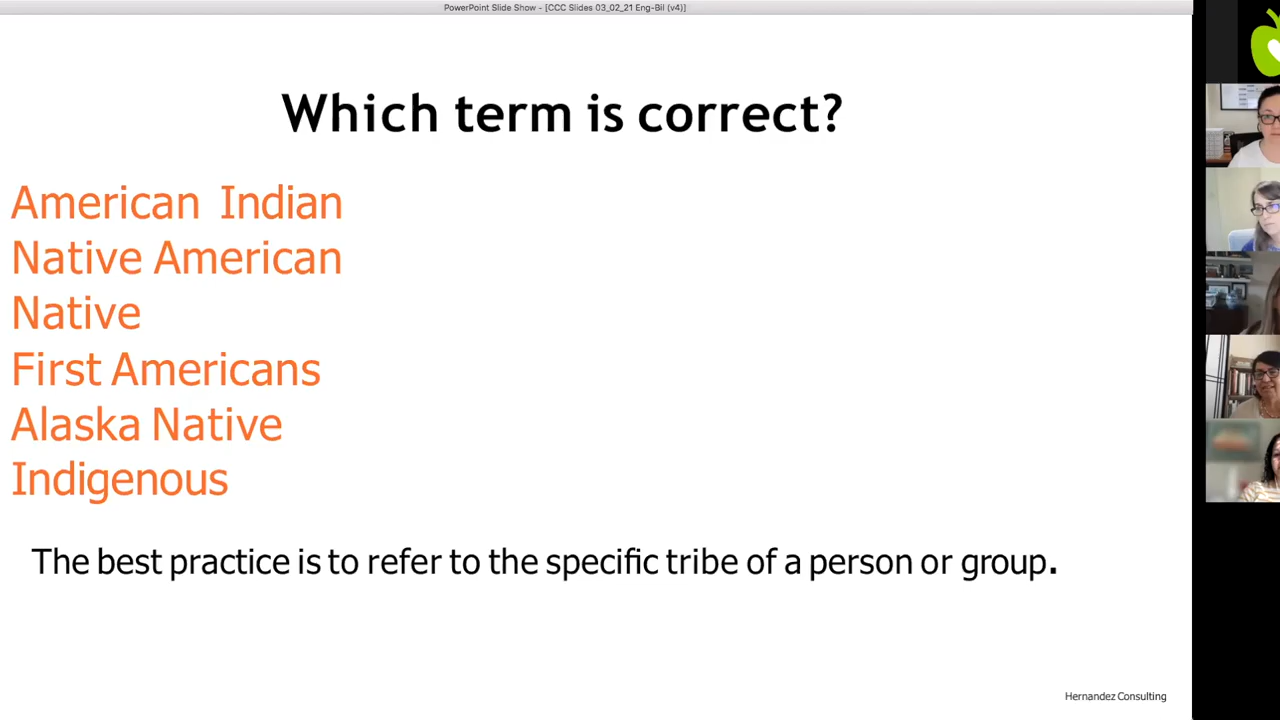 PowerPoint Slide Show - [CCC Slides 03_02_21 Eng-Bil (v4)]
Which term is correct?
American Indian
Native American
Native
First Americans
Alaska Native
Indigenous
The best practice is to refer to the specific tribe of a person or group.
Hernandez Consulting